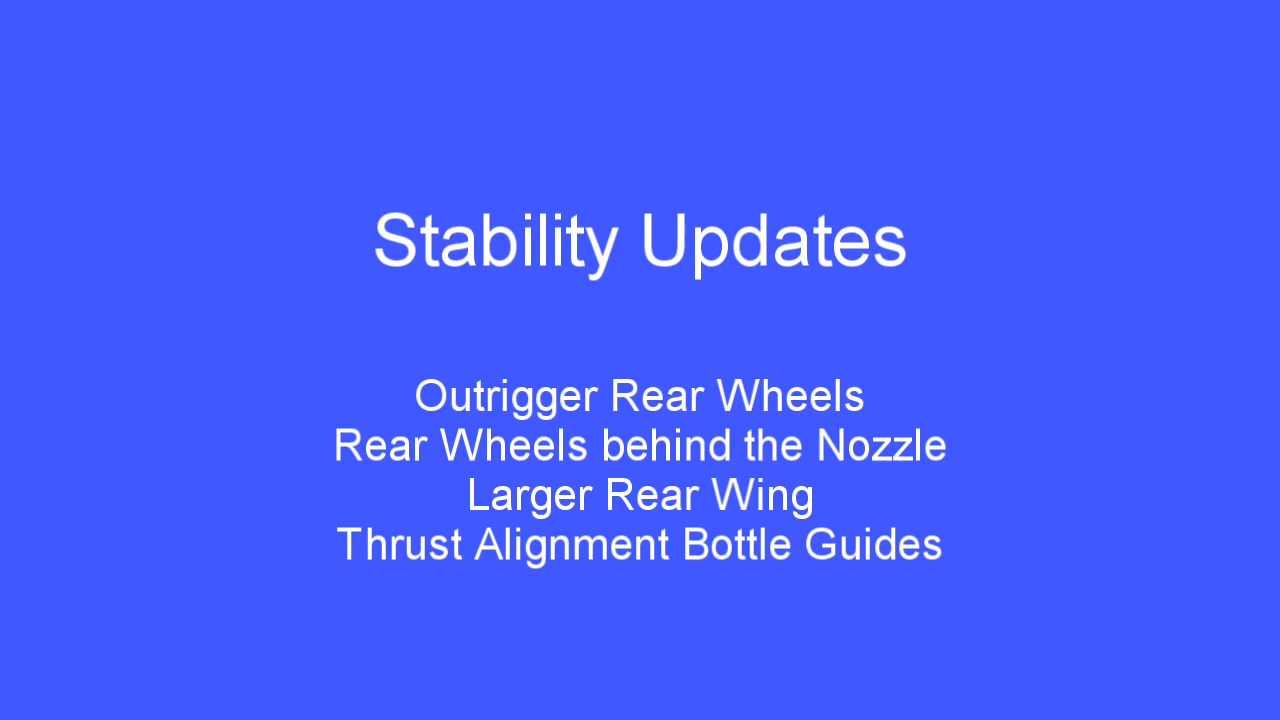 Stability Updates
Outrigger Rear Wheels
Rear Wheels behind the Nozzle
Larger Rear Wing
Thrust Alignment Bottle Guides